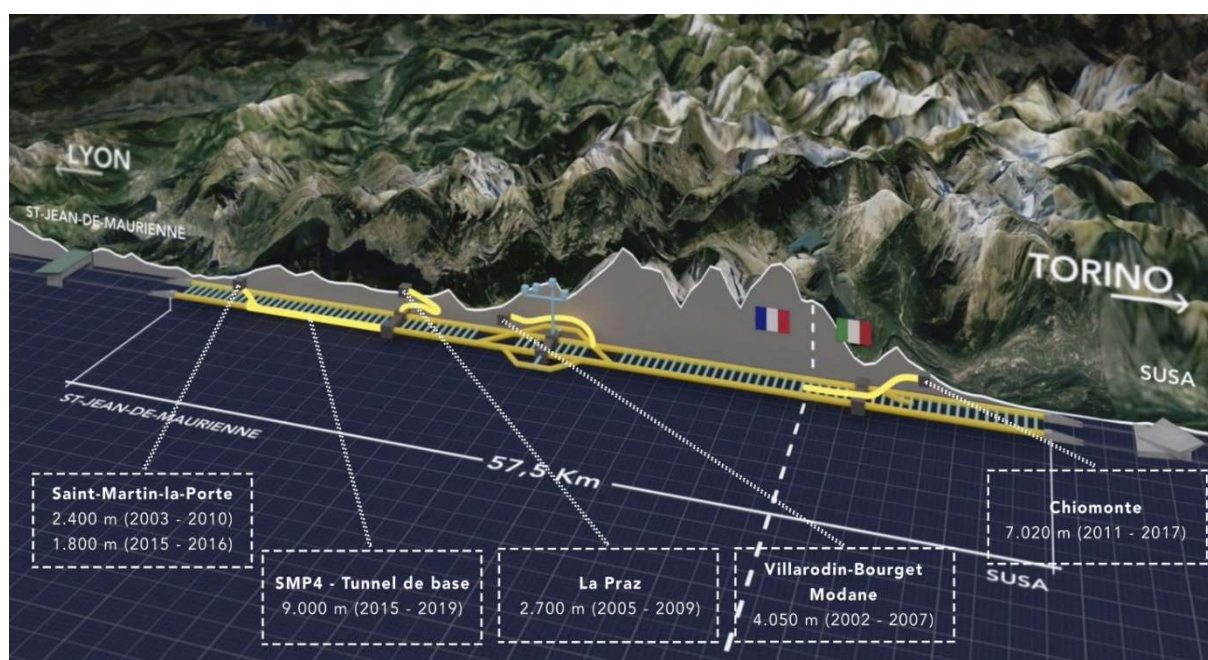 LYON
ST-JEAN-DE-MAURIENNE
TORINO
SUSA
ST-JEAN-DE-MAURIENNE
57,5 Km
SUSA
Saint-Martin-la-Porte
2.400 m (2003 - 2010)
1.800 m (2015 - 2016)
SMP4 - Tunnel de base
9.000 m (2015 - 2019)
La Praz
2.700 m (2005 - 2009)
Villarodin-Bourget
Modane
4.050 m (2002 - 2007)
Chiomonte
7.020 m (2011 - 2017)